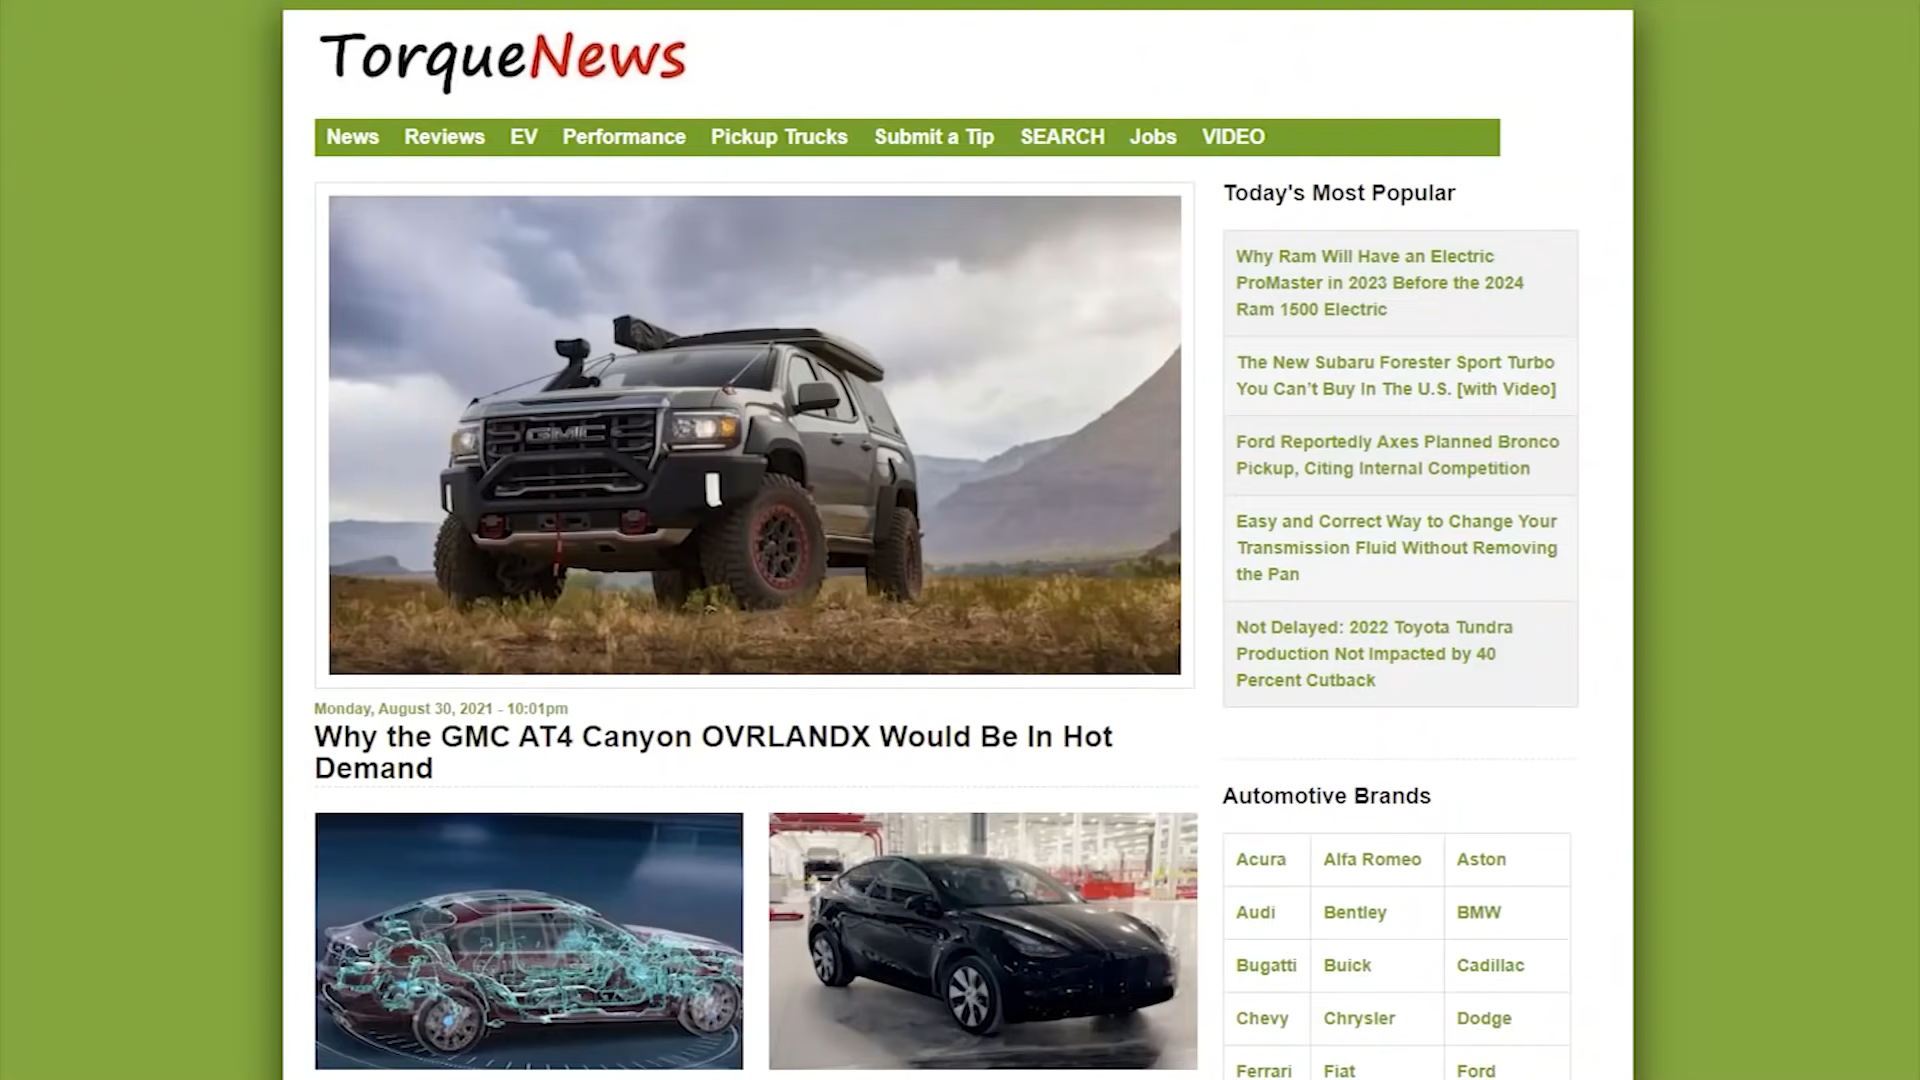 TorqueNews
News Reviews EV Performance Pickup Trucks Submit a Tip SEARCH Jobs VIDEO
GMC
Monday, August 30, 2021 - 10:01pm
Why the GMC AT4 Canyon OVRLANDX Would Be In Hot
Demand
Today's Most Popular
Why Ram Will Have an Electric
ProMaster in 2023 Before the 2024
Ram 1500 Electric
The New Subaru Forester Sport Turbo
You Can’t Buy In The U.S. [with Video]
Ford Reportedly Axes Planned Bronco
Pickup, Citing Internal Competition
Easy and Correct Way to Change Your
Transmission Fluid Without Removing
the Pan
Not Delayed: 2022 Toyota Tundra
Production Not Impacted by 40
Percent Cutback
Automotive Brands
Acura Alfa Romeo Aston
Audi Bentley BMW
Bugatti Buick Cadillac
Chevy Chrysler Dodge
Ferrari Fiat Ford